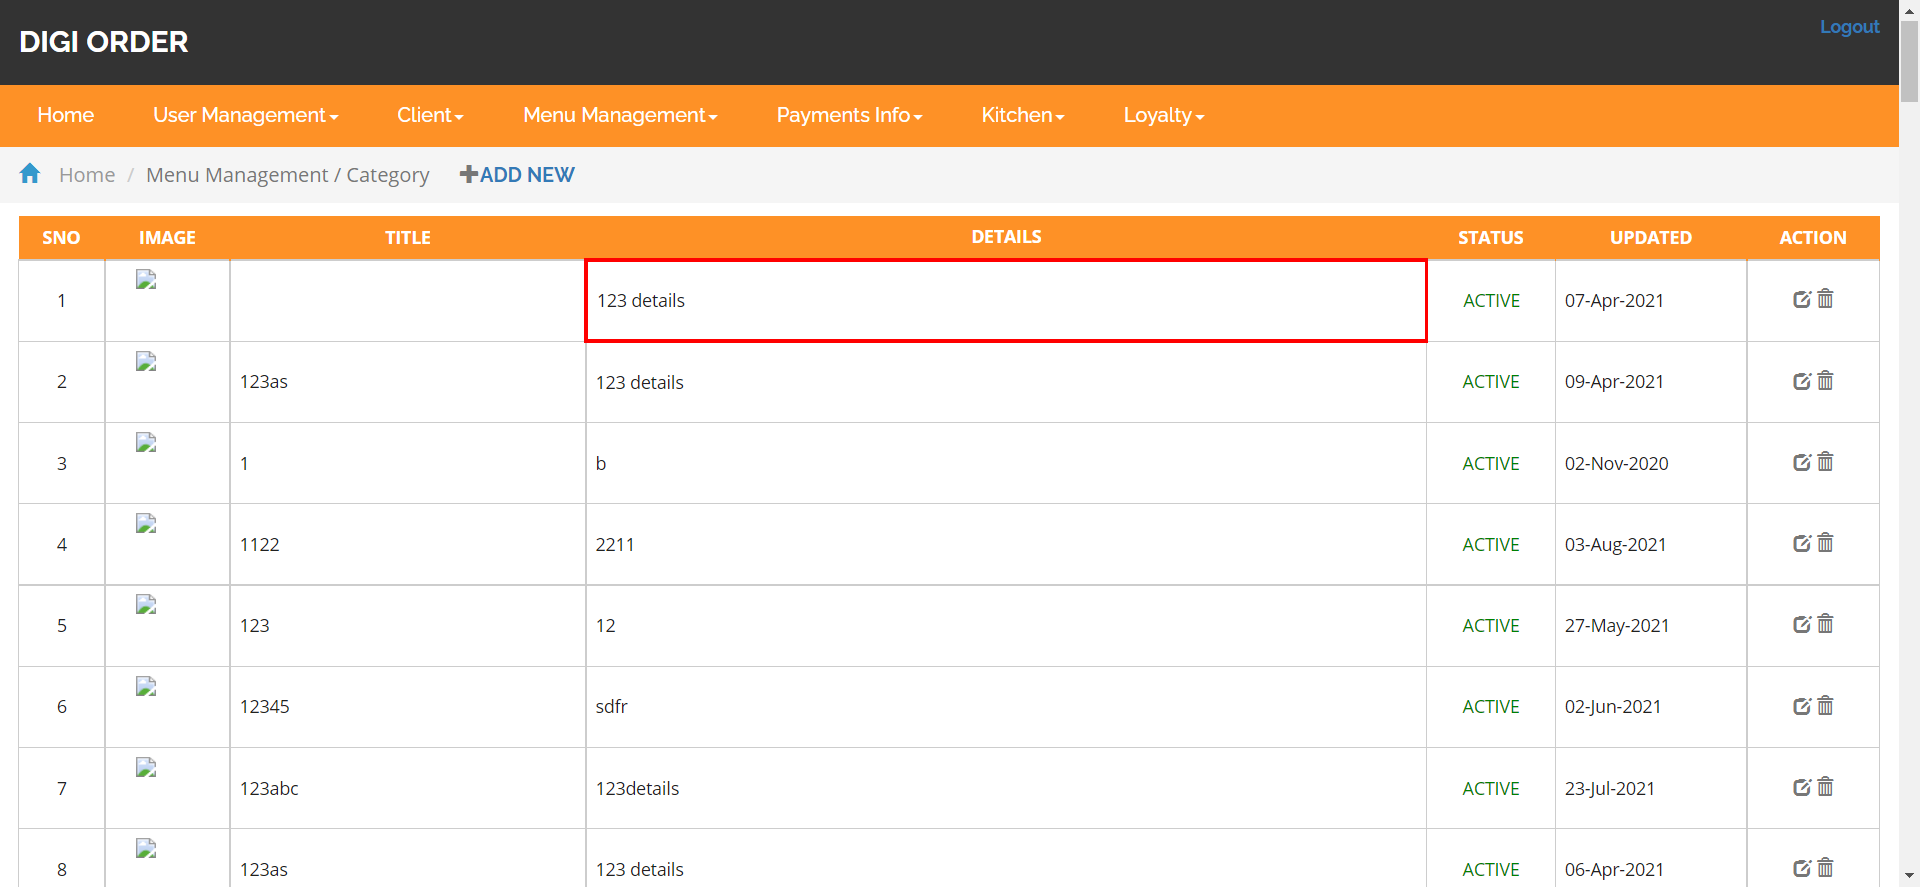 DIGI ORDER
Logout
Home User Management Client Menu Management Payments Info Kitchen Loyalty
Home / Menu Management / Category ADD NEW
SNO IMAGE TITLE DETAILS STATUS UPDATED ACTION
1 123 details ACTIVE 07-Apr-2021
2 123as 123 details ACTIVE 09-Apr-2021
3 1 b ACTIVE 02-Nov-2020
4 1122 2211 ACTIVE 03-Aug-2021
5 123 12 ACTIVE 27-May-2021
6 12345 sdfr ACTIVE 02-Jun-2021
7 123abc 123details ACTIVE 23-Jul-2021
8 123as 123 details ACTIVE 06-Apr-2021